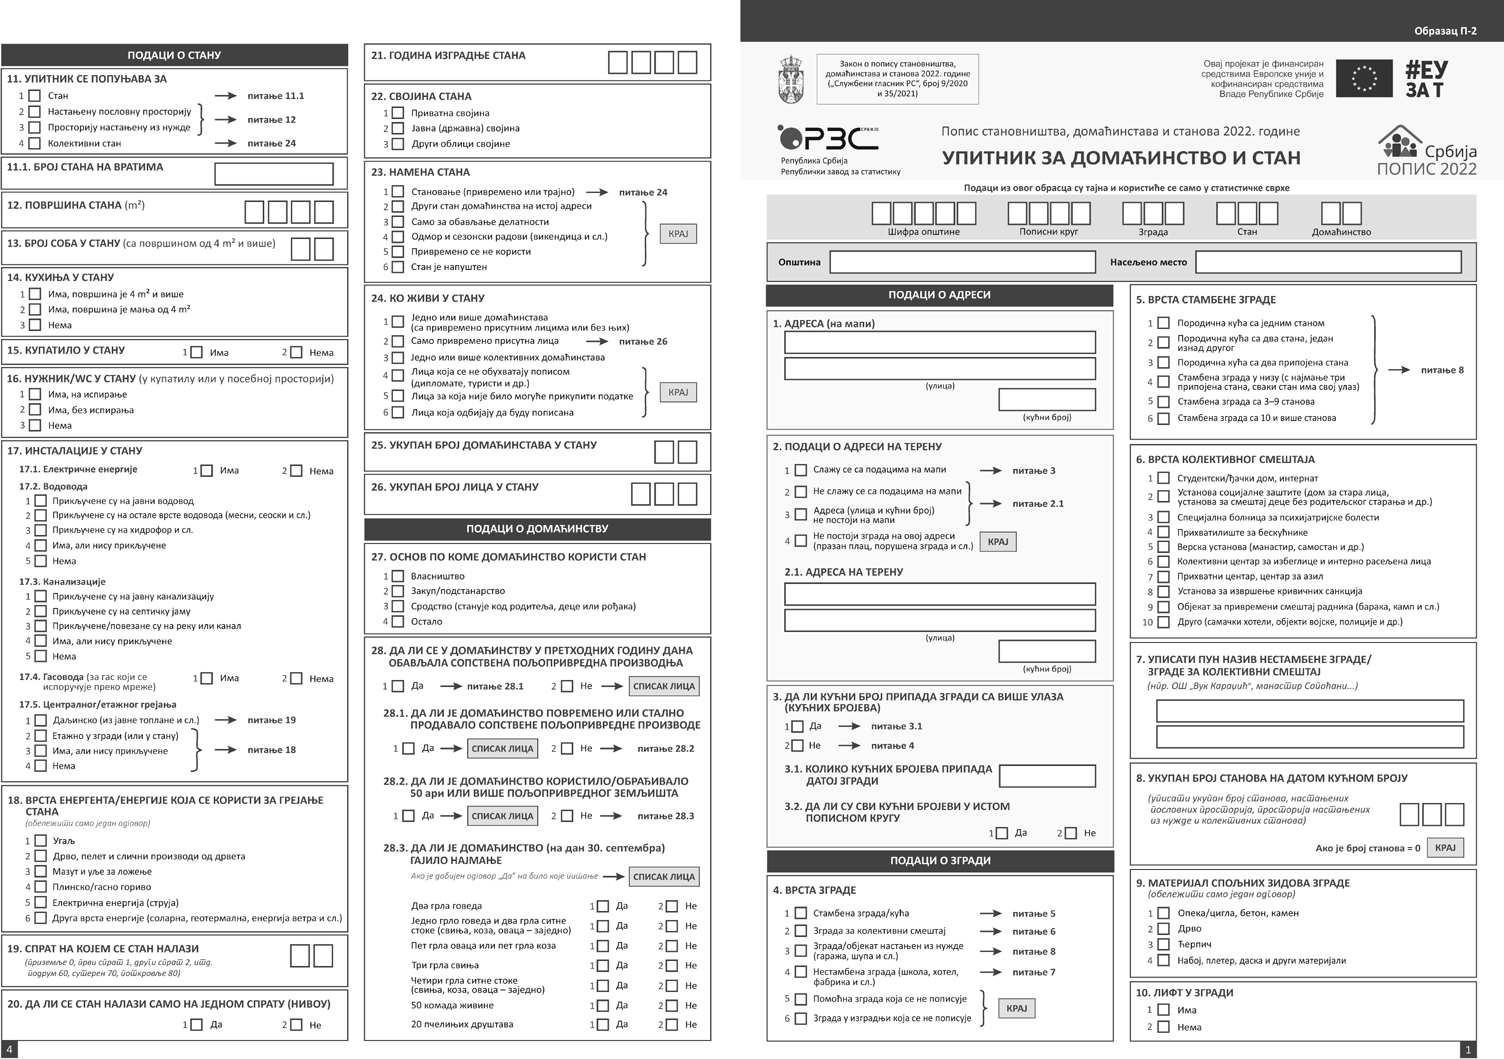 ПОДАЦИ О СТАНУ
11. УПИТНИК СЕ ПОПУЊАВА ЗА
1 Стан питање 11.1
2 Настањену пословну просторију
питање 12
3 Просторију настањену из нужде
4 Колективни стан питање 24
11.1. БРОЈ СТАНА НА ВРАТИМА
12. ПОВРШИНА СТАНА (m²)
13. БРОЈ СОБА У СТАНУ (са површином од 4 m² и више)
14. КУХИЊА У СТАНУ
1 Има, површина је 4 m² и више
2 Има, површина је мања од 4 m²
3 Нема
15. КУПАТИЛО У СТАНУ 1 Има 2 Нема
16. НУЖНИК/WC У СТАНУ (у купатилу или у посебној просторији)
1 Има, на испирање
2 Има, без испирања
3 Нема
17. ИНСТАЛАЦИЈЕ У СТАНУ
17.1. Електричне енергије 1 Има 2 Нема
17.2. Водовода
1 Прикључене су на јавни водовод
2 Прикључене су на остале врсте водовода (месни, сеоски и сл.)
3 Прикључене су на хидрофор и сл.
4 Има, али нису прикључене
5 Нема
17.3. Канализације
1 Прикључене су на јавну канализацију
2 Прикључене су на септичку јаму
3 Прикључене/повезане су на реку или канал
4 Има, али нису прикључене
5 Нема
17.4. Гасовода (за гас који се
испоручује преко мреже) 1 Има 2 Нема
17.5. Централног/етажног грејања
1 Даљинско (из јавне топлане и сл.) питање 19
2 Етажно у згради (или у стану)
3 Има, али нису прикључене питање 18
4 Нема
18. ВРСТА ЕНЕРГЕНТА/ЕНЕРГИЈЕ КОЈА СЕ КОРИСТИ ЗА ГРЕЈАЊЕ
СТАНА
(обележити само један одговор)
1 Угаљ
2 Дрво, пелет и слични производи од дрвета
3 Мазут и уље за ложење
4 Плинско/гасно гориво
5 Електрична енергија (струја)
6 Друга врста енергије (соларна, геотермална, енергија ветра и сл.)
19. СПРАТ НА КОЈЕМ СЕ СТАН НАЛАЗИ
(приземље 0, први спрат 1, други спрат 2, итд.
подрум 60, сутерен 70, поткровље 80)
20. ДА ЛИ СЕ СТАН НАЛАЗИ САМО НА ЈЕДНОМ СПРАТУ (НИВОУ)
1 Да 2 Не
4
21. ГОДИНА ИЗГРАДЊЕ СТАНА
22. СВОЈИНА СТАНА
1 Приватна својина
2 Јавна (државна) својина
3 Други облици својине
23. НАМЕНА СТАНА
1 Становање (привремено или трајно) питање 24
2 Други стан домаћинства на истој адреси
3 Само за обављање делатности
4 Одмор и сезонски радови (викендица и сл.) КРАЈ
5 Привремено се не користи
6 Стан је напуштен
24. КО ЖИВИ У СТАНУ
1 Једно или више домаћинстава
(са привремено присутним лицима или без њих)
2 Само привремено присутна лица питање 26
3 Једно или више колективних домаћинстава
4 Лица која се не обухватају пописом
(дипломате, туристи и др.)
5 Лица за која није било могуће прикупити податке КРАЈ
6 Лица која одбијају да буду пописана
25. УКУПАН БРОЈ ДОМАЋИНСТАВА У СТАНУ
26. УКУПАН БРОЈ ЛИЦА У СТАНУ
ПОДАЦИ О ДОМАЋИНСТВУ
27. ОСНОВ ПО КОМЕ ДОМАЋИНСТВО КОРИСТИ СТАН
1 Власништво
2 Закуп/подстанарство
3 Сродство (станује код родитеља, деце или рођака)
4 Остало
28. ДА ЛИ СЕ У ДОМАЋИНСТВУ У ПРЕТХОДНИХ ГОДИНУ ДАНА
ОБАВЉАЛА СОПСТВЕНА ПОЉОПРИВРЕДНА ПРОИЗВОДЊА
1 Да питање 28.1 2 Не СПИСАК ЛИЦА
28.1. ДА ЛИ ЈЕ ДОМАЋИНСТВО ПОВРЕМЕНО ИЛИ СТАЛНО
ПРОДАВАЛО СОПСТВЕНЕ ПОЉОПРИВРЕДНЕ ПРОИЗВОДЕ
1 Да СПИСАК ЛИЦА 2 Не питање 28.2
28.2. ДА ЛИ ЈЕ ДОМАЋИНСТВО КОРИСТИЛО/ОБРАЂИВАЛО
50 ари ИЛИ ВИШЕ ПОЉОПРИВРЕДНОГ ЗЕМЉИШТА
1 Да СПИСАК ЛИЦА 2 Не питање 28.3
28.3. ДА ЛИ ЈЕ ДОМАЋИНСТВО (на дан 30. септембра)
ГАЈИЛО НАЈМАЊЕ
Ако је добијен одговор „Да“ на било које питање СПИСАК ЛИЦА
Два грла говеда 1 Да 2 Не
Једно грло говеда и два грла ситне
стоке (свиња, коза, оваца – заједно) 1 Да 2 Не
Пет грла оваца или пет грла коза 1 Да 2 Не
Три грла свиња 1 Да 2 Не
Четири грла ситне стоке
(свиња, коза, оваца – заједно) 1 Да 2 Не
50 комада живине 1 Да 2 Не
20 пчелињих друштава 1 Да 2 Не
Образац П-2
Закон о попису становништва,
домаћинстава и станова 2022. године
(„Службени гласник РС“, број 9/2020
и 35/2021)
Овај пројекат је финансиран
средствима Европске уније и
кофинансиран средствима
Владе Републике Србије
#ЕУ
ЗА Т
РЗС СРБИЈЕ
Република Србија
Републички завод за статистику
Попис становништва, домаћинстава и станова 2022. године
УПИТНИК ЗА ДОМАЋИНСТВО И СТАН
Србија
ПОПИС 2022
Подаци из овог обрасца су тајна и користиће се само у статистичке сврхе
Шифра општине Пописни круг Зграда Стан Домаћинство
Општина Насељено место
ПОДАЦИ О АДРЕСИ
1. АДРЕСА (на мапи)
(улица)
(кућни број)
2. ПОДАЦИ О АДРЕСИ НА ТЕРЕНУ
1 Слажу се са подацима на мапи питање 3
2 Не слажу се са подацима на мапи
питање 2.1
3 Адреса (улица и кућни број)
не постоји на мапи
4 Не постоји зграда на овој адреси
(празан плац, порушена зграда и сл.) КРАЈ
2.1. АДРЕСА НА ТЕРЕНУ
(улица)
(кућни број)
3. ДА ЛИ КУЋНИ БРОЈ ПРИПАДА ЗГРАДИ СА ВИШЕ УЛАЗА
(КУЋНИХ БРОЈЕВА)
1 Да питање 3.1
2 Не питање 4
3.1. КОЛИКО КУЋНИХ БРОЈЕВА ПРИПАДА
ДАТОЈ ЗГРАДИ
3.2. ДА ЛИ СУ СВИ КУЋНИ БРОЈЕВИ У ИСТОМ
ПОПИСНОМ КРУГУ
1 Да 2 Не
ПОДАЦИ О ЗГРАДИ
4. ВРСТА ЗГРАДЕ
1 Стамбена зграда/кућа питање 5
2 Зграда за колективни смештај питање 6
3 Зграда/објекат настањен из нужде
(гаража, шупа и сл.) питање 8
4 Нестамбена зграда (школа, хотел,
фабрика и сл.) питање 7
5 Помоћна зграда која се не пописује
КРАЈ
6 Зграда у изградњи која се не пописује
5. ВРСТА СТАМБЕНЕ ЗГРАДЕ
1 Породична кућа са једним станом
2 Породична кућа са два стана, један
изнад другог
3 Породична кућа са два припојена стана
4 Стамбена зграда у низу (с најмање три
припојена стана, сваки стан има свој улаз)
питање 8
5 Стамбена зграда са 3–9 станова
6 Стамбена зграда са 10 и више станова
6. ВРСТА КОЛЕКТИВНОГ СМЕШТАЈА
1 Студентски/ђачки дом, интернат
2 Установа социјалне заштите (дом за стара лица,
установа за смештај деце без родитељског старања и др.)
3 Специјална болница за психијатријске болести
4 Прихватилиште за бескућнике
5 Верска установа (манастир, самостан и др.)
6 Колективни центар за избеглице и интерно расељена лица
7 Прихватни центар, центар за азил
8 Установа за извршење кривичних санкција
9 Објекат за привремени смештај радника (барака, камп и сл.)
10 Друго (самачки хотели, објекти војске, полиције и др.)
7. УПИСАТИ ПУН НАЗИВ НЕСТАМБЕНЕ ЗГРАДЕ/
ЗГРАДЕ ЗА КОЛЕКТИВНИ СМЕШТАЈ
(нпр. ОШ „Вук Караџић“, манастир Сопоћани...)
8. УКУПАН БРОЈ СТАНОВА НА ДАТОМ КУЋНОМ БРОЈУ
(уписати укупан број станова, настањених
пословних просторија, просторија настањених
из нужде и колективних станова)
Ако је број станова = 0 КРАЈ
9. МАТЕРИЈАЛ СПОЉНИХ ЗИДОВА ЗГРАДЕ
(обележити само један одговор)
1 Опека/цигла, бетон, камен
2 Дрво
3 Ћерпич
4 Набој, плетер, даска и други материјали
10. ЛИФТ У ЗГРАДИ
1 Има
2 Нема
1